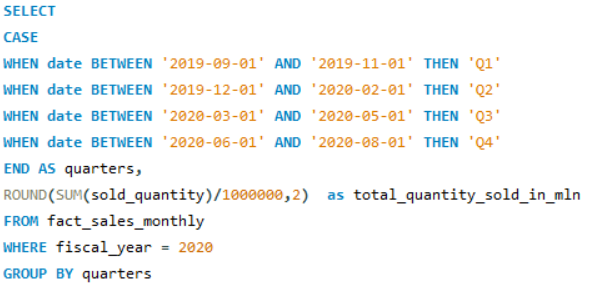 SELECT
CASE
WHEN date BETWEEN '2019-09-01' AND '2019-11-01' THEN 'Q1'
WHEN date BETWEEN '2019-12-01' AND '2020-02-01' THEN 'Q2'
WHEN date BETWEEN '2020-03-01' AND '2020-05-01' THEN 'Q3'
WHEN date BETWEEN '2020-06-01' AND '2020-08-01' THEN 'Q4'
END AS quarters,
ROUND(SUM(sold_quantity)/1000000,2)  as total_quantity_sold_in_mln
FROM fact_sales_monthly
WHERE fiscal_year = 2020
GROUP BY quarters